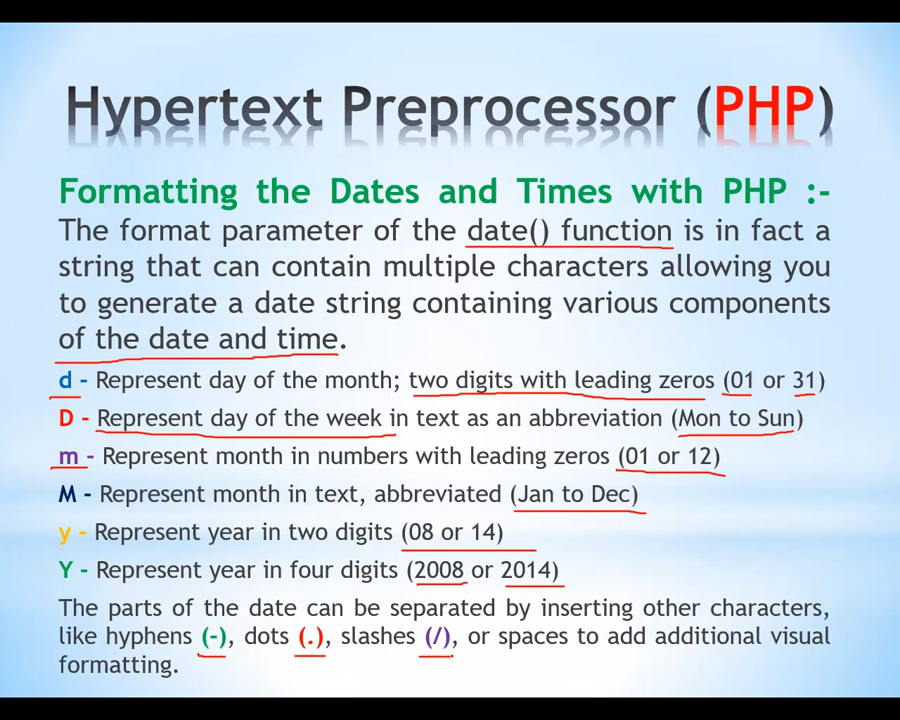 Hypertext Preprocessor (PHP)
Formatting the Dates and Times with PHP :-
The format parameter of the date() function is in fact a
string that can contain multiple characters allowing you
to generate a date string containing various components
of the date and time.
d - Represent day of the month; two digits with leading zeros (01 or 31)
D - Represent day of the week in text as an abbreviation (Mon to Sun)
m - Represent month in numbers with leading zeros (01 or 12)
M - Represent month in text, abbreviated (Jan to Dec)
y - Represent year in two digits (08 or 14)
Y - Represent year in four digits (2008 or 2014)
The parts of the date can be separated by inserting other characters,
like hyphens (-), dots (.), slashes (/), or spaces to add additional visual
formatting.